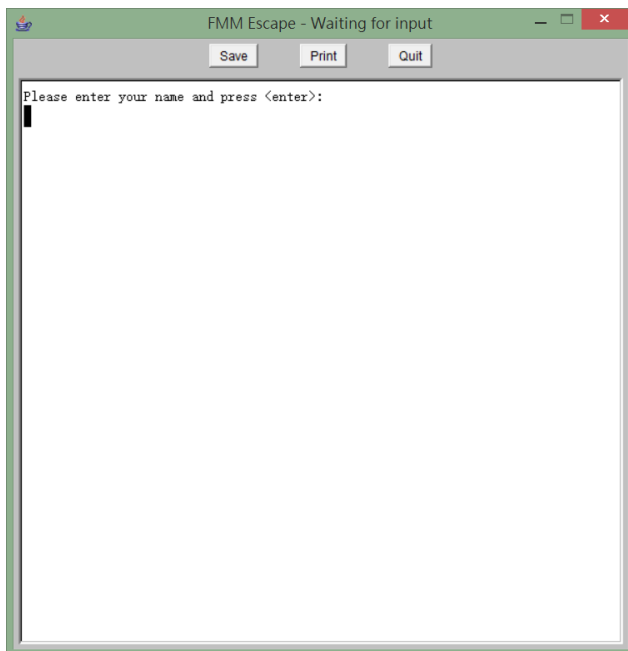 FMM Escape - Waiting for input
Save Print Quit
Please enter your name and press <enter>: